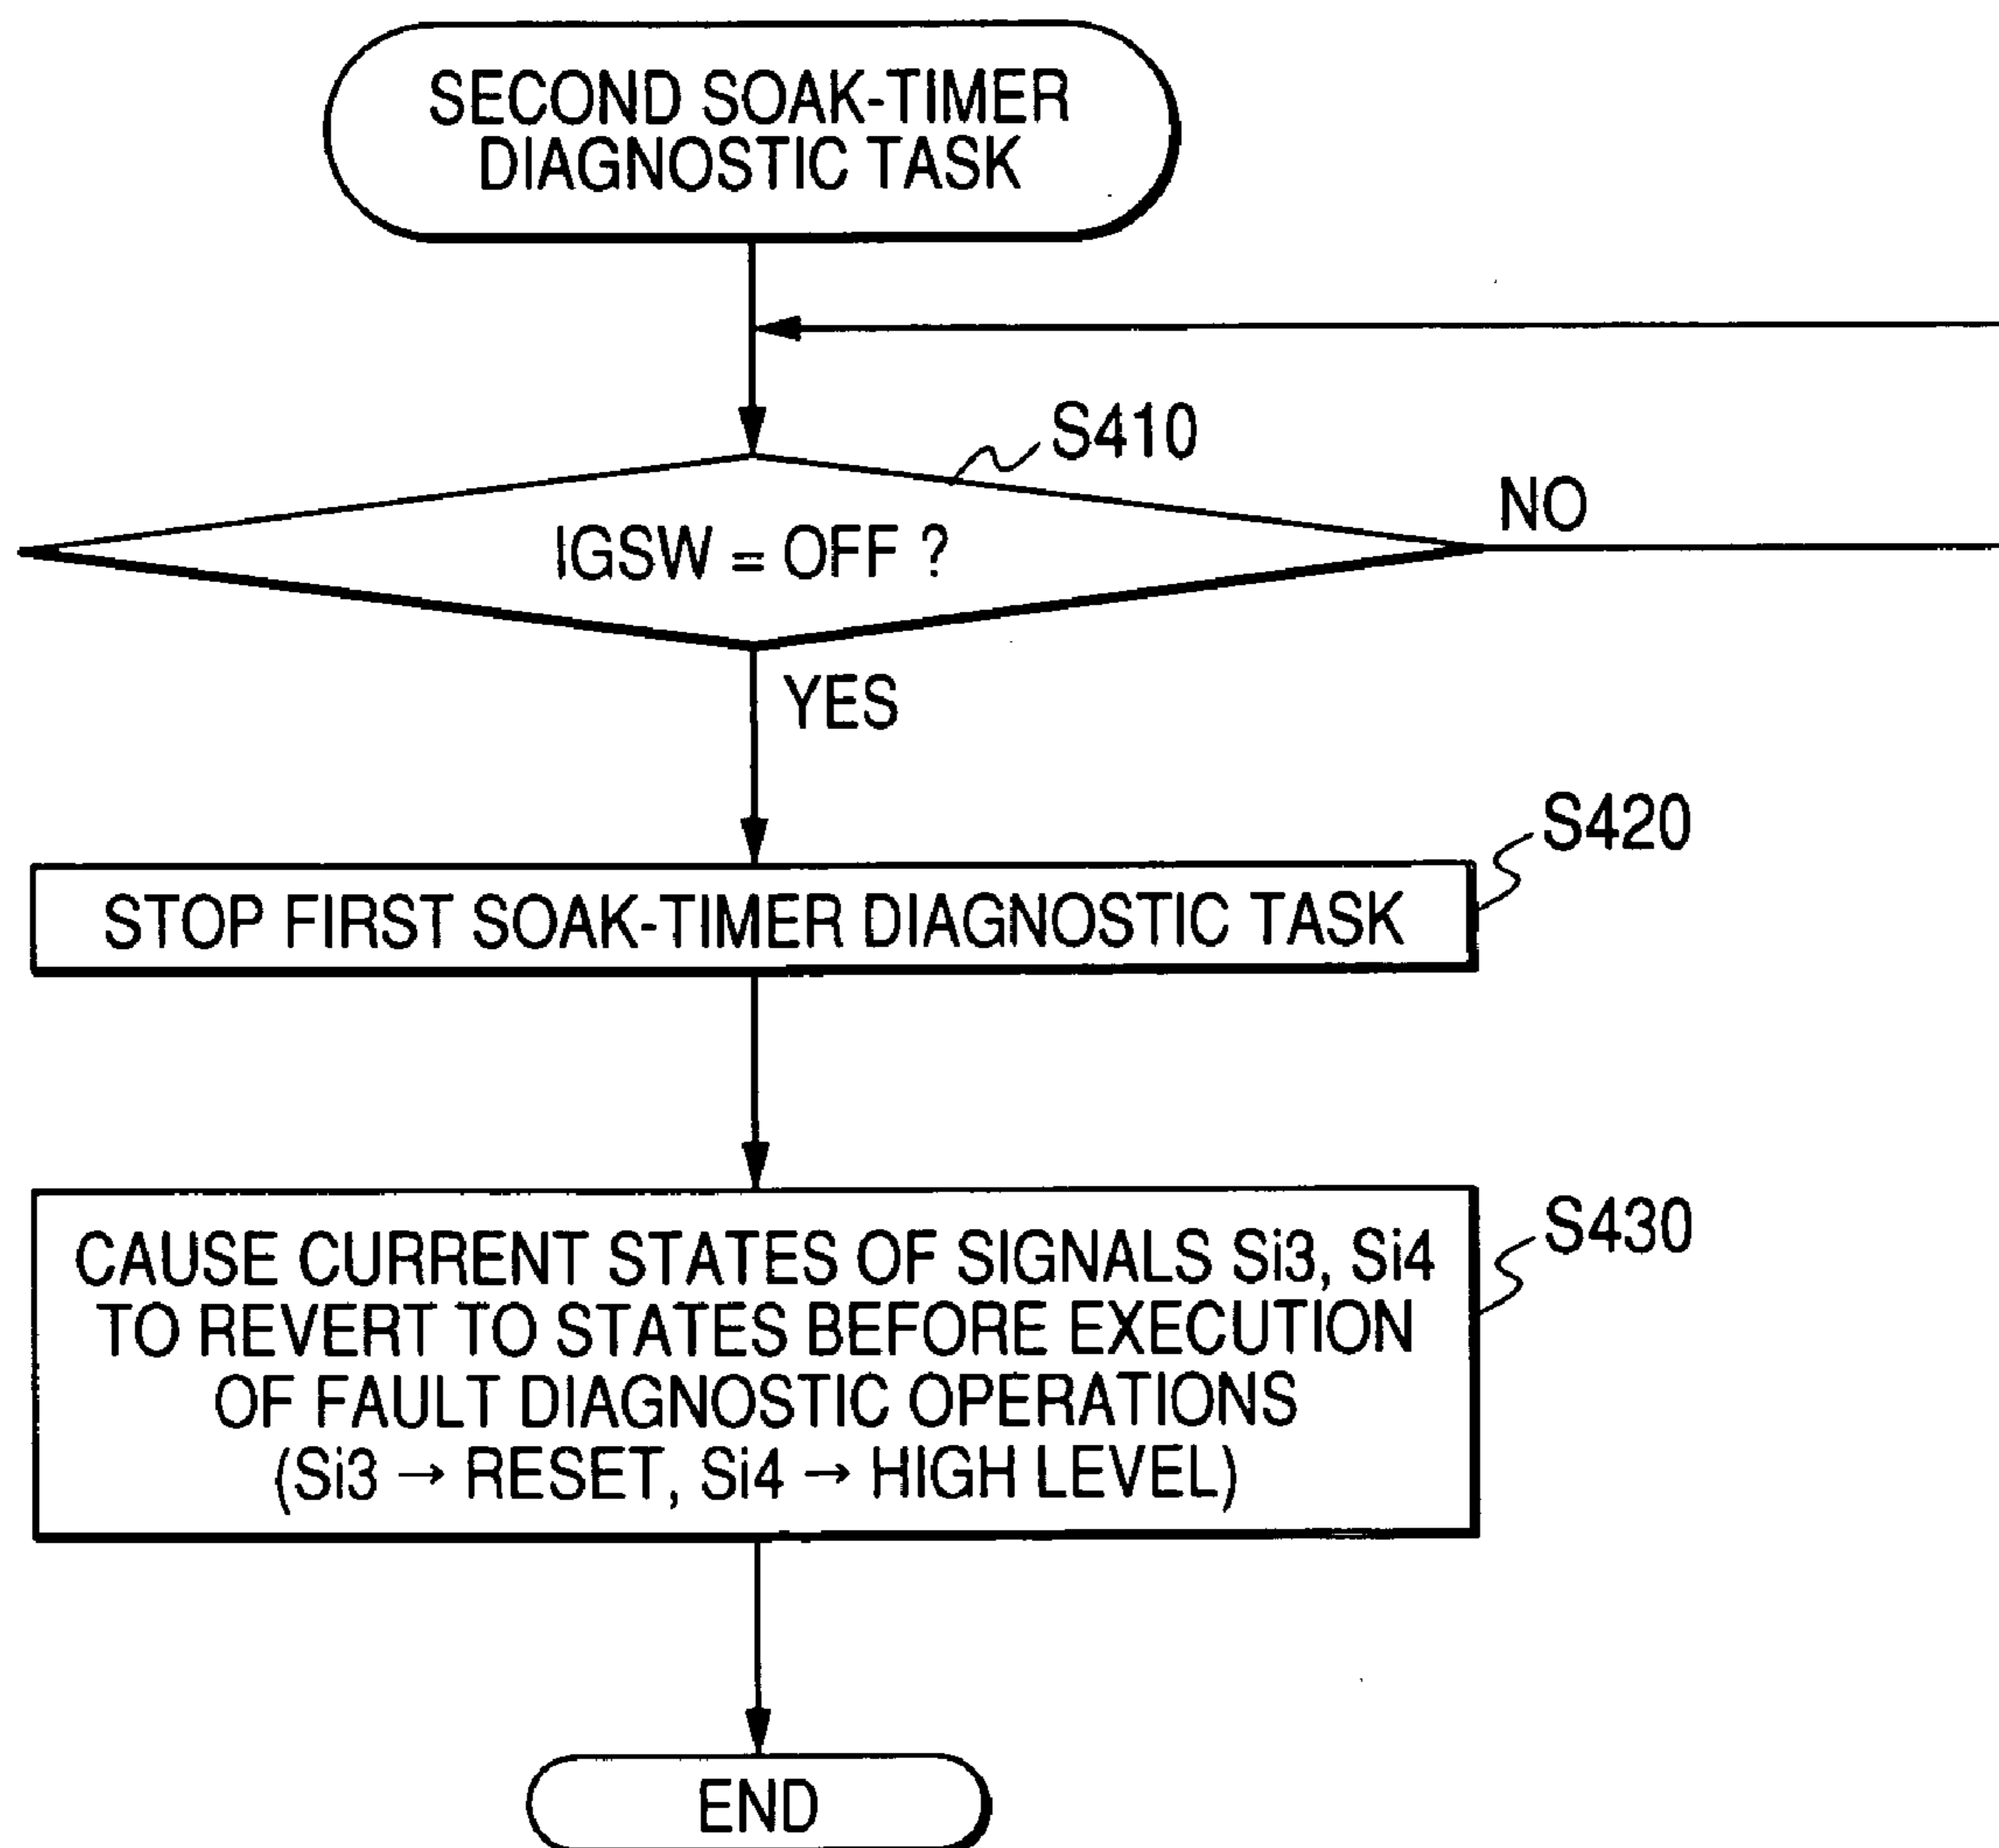 SECOND SOAK-TIMER
DIAGNOSTIC TASK
S410
IGSW = OFF ?
NO
YES
S420
STOP FIRST SOAK-TIMER DIAGNOSTIC TASK
S430
CAUSE CURRENT STATES OF SIGNALS Si3, Si4
TO REVERT TO STATES BEFORE EXECUTION
OF FAULT DIAGNOSTIC OPERATIONS
(Si3 → RESET, Si4 → HIGH LEVEL)
END